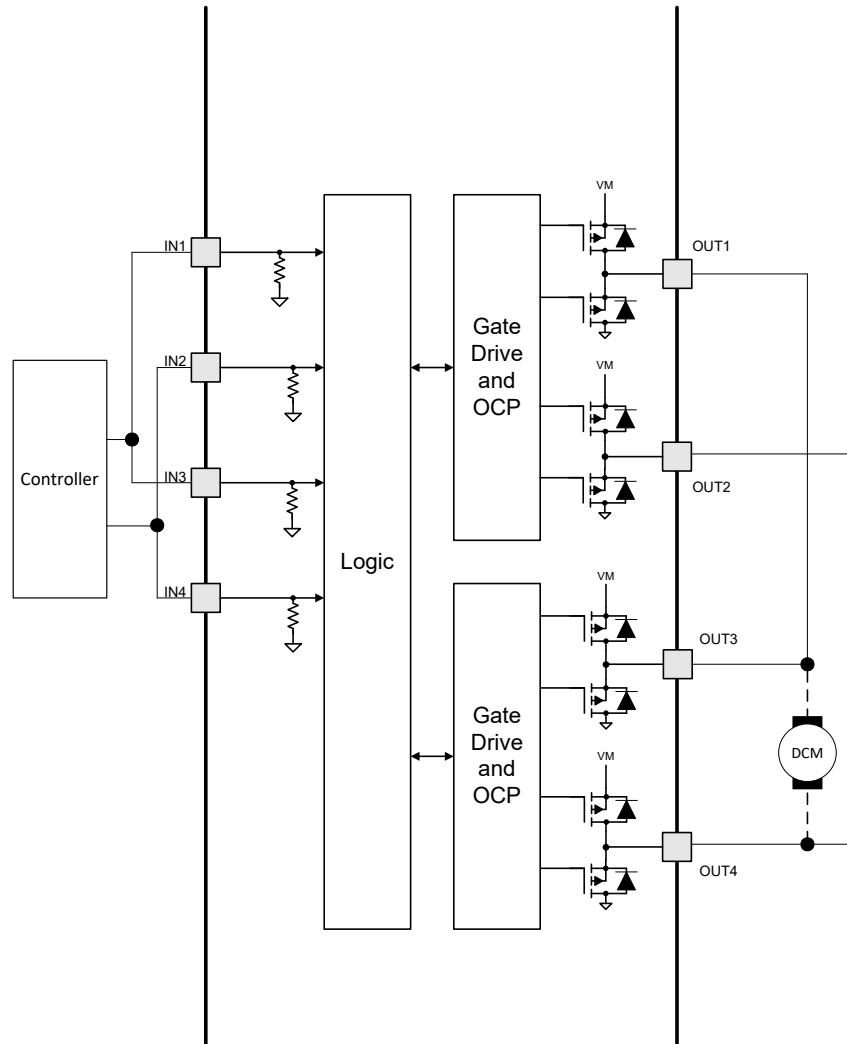 VM
IN1
OUT1
Gate
Drive
and
OCP
IN2
VM
Controller
IN3
OUT2
Logic
IN4
VM
OUT3
Gate
Drive
and
OCP
DCM
VM
OUT4